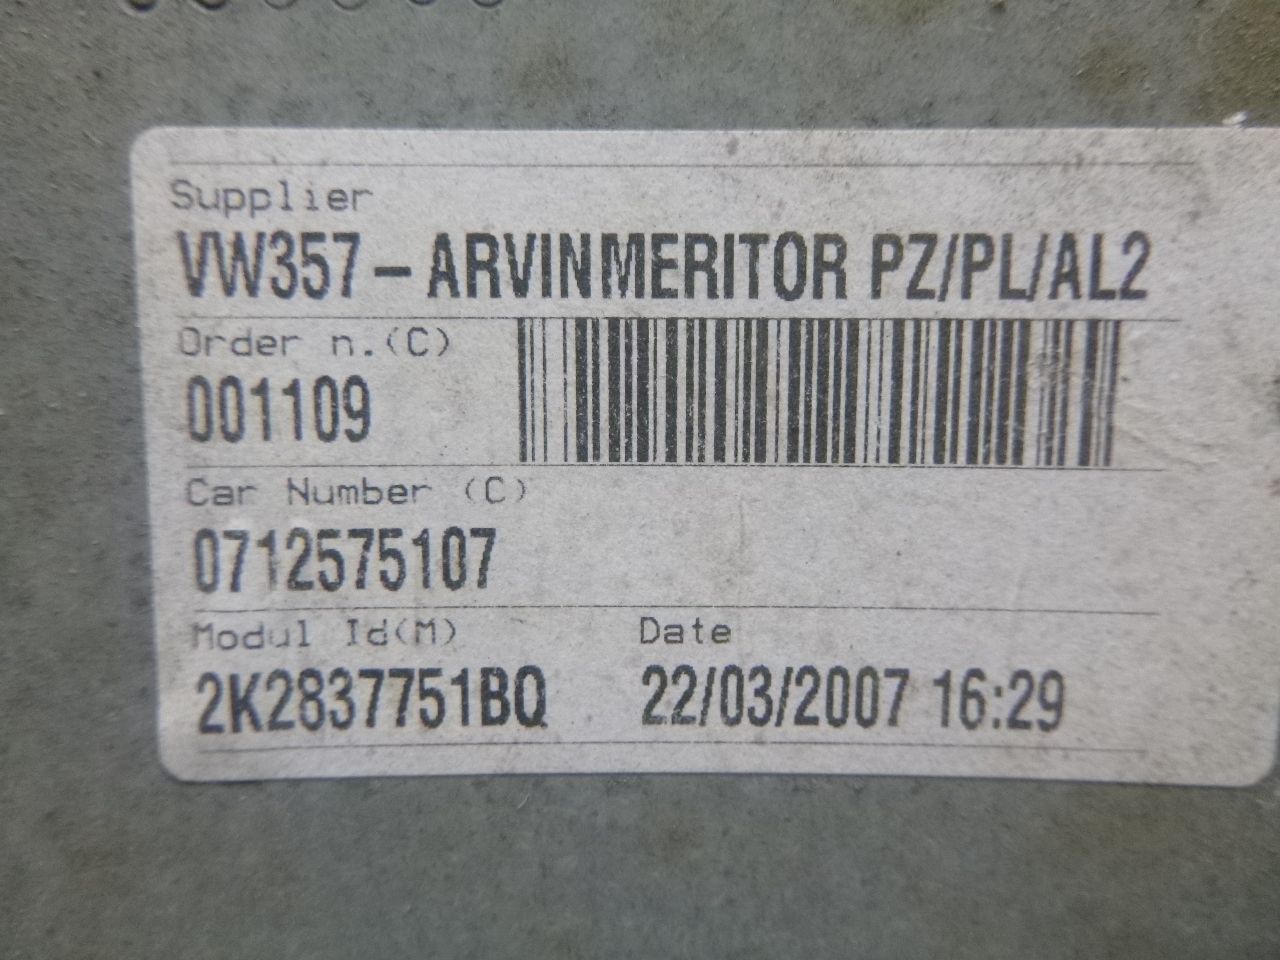 Supplier
VW357-ARVINMERITOR PZ/PL/AL2
Order n.(C)
001109
Car Number (C)
0712575107
Modul Id(M) Date
2K2837751BQ 22/03/2007 16:29